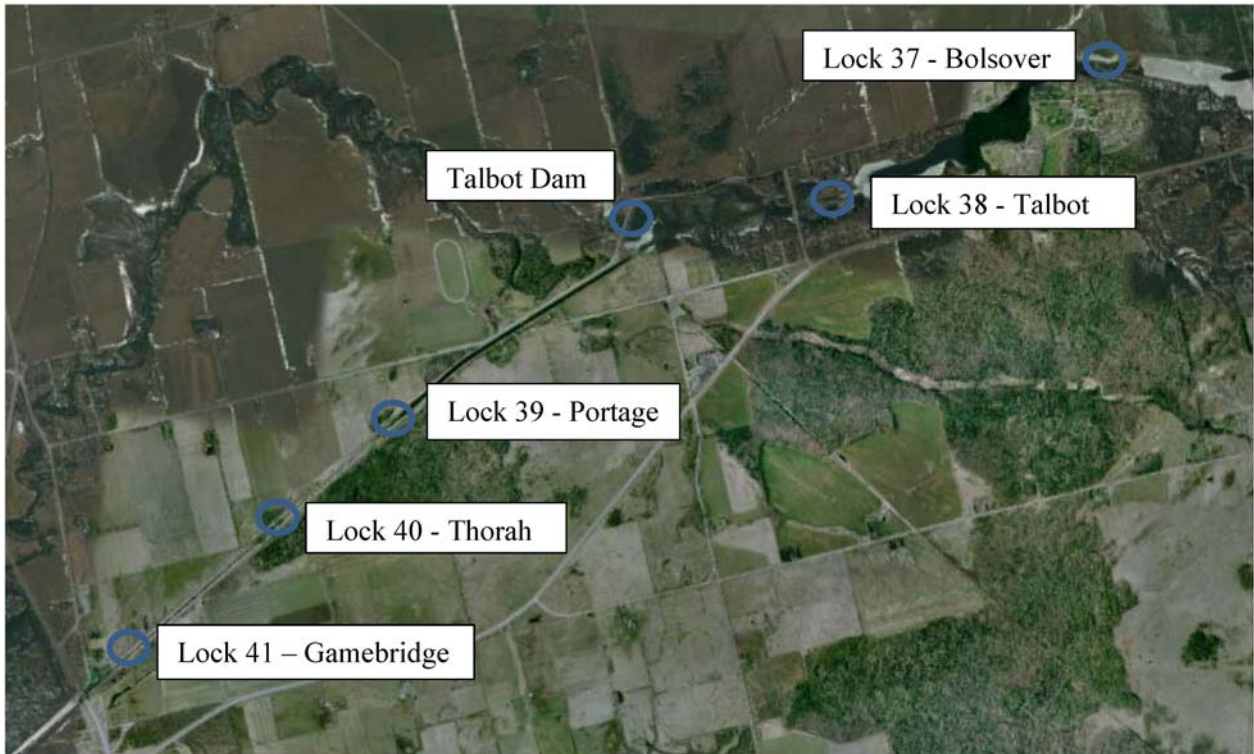 Lock 37 - Bolsover
Talbot Dam
Lock 38 - Talbot
Lock 39 - Portage
Lock 40 - Thorah
Lock 41 – Gamebridge